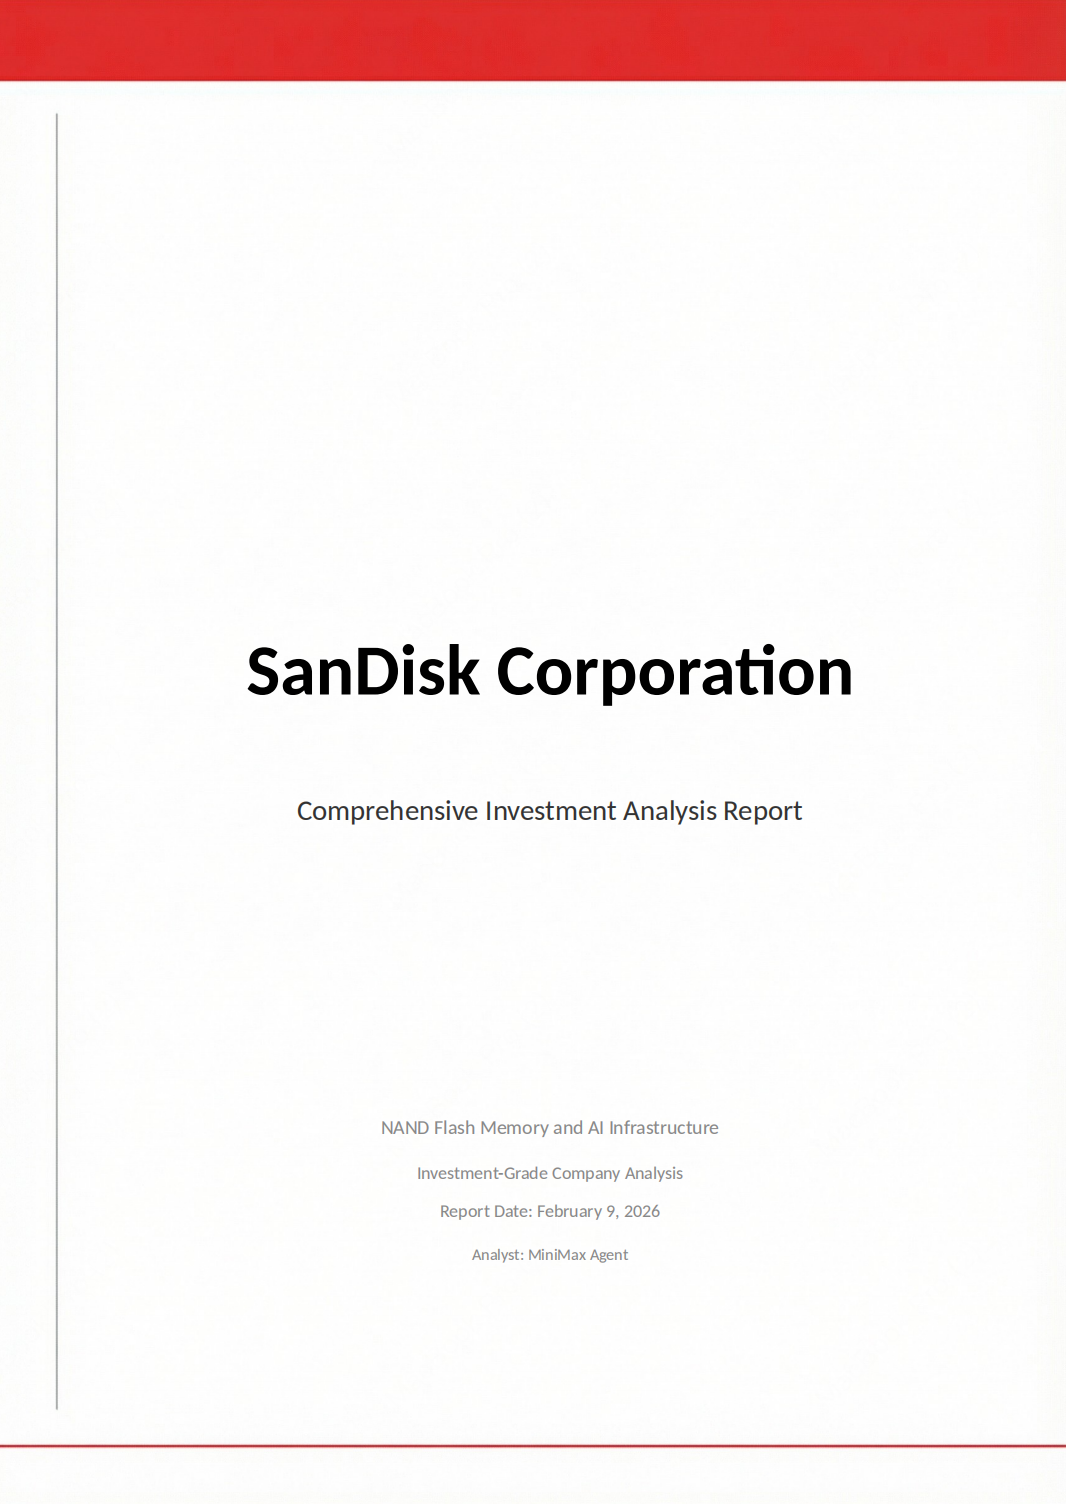 SanDisk Corporation
Comprehensive Investment Analysis Report
NAND Flash Memory and AI Infrastructure
Investment-Grade Company Analysis
Report Date: February 9, 2026
Analyst: MiniMax Agent